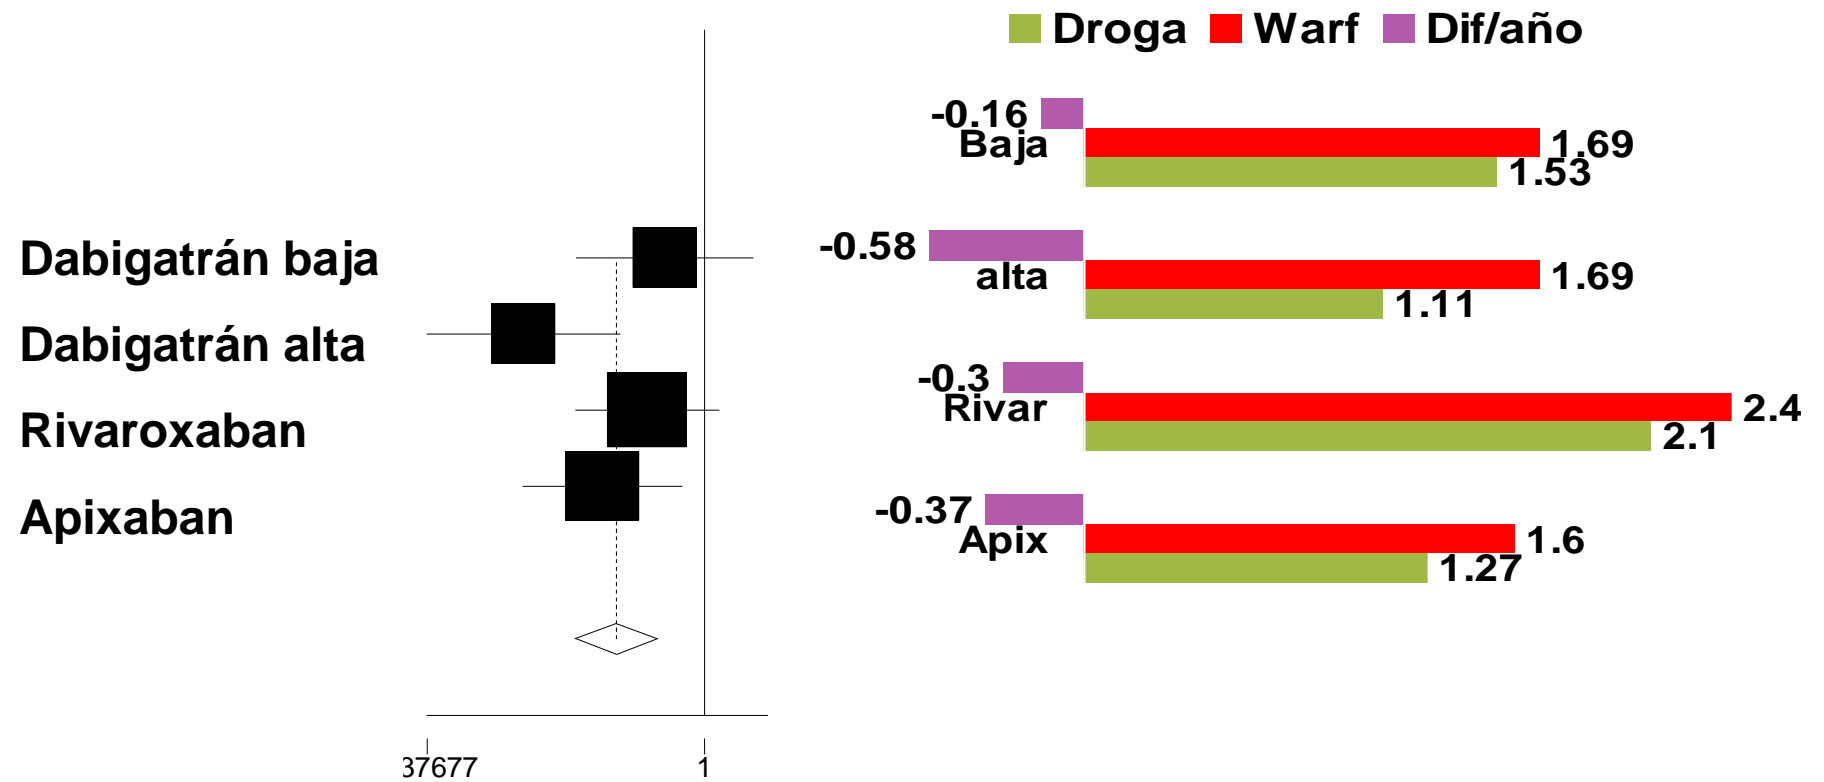 Droga Warf Dif/año
Dabigatrán baja
Dabigatrán alta
Rivaroxaban
Apixaban
37677 1
-0.16
Baja
1.69
1.53
-0.58
alta
1.69
1.11
-0.3
Rivar
2.4
2.1
-0.37
Apix
1.6
1.27